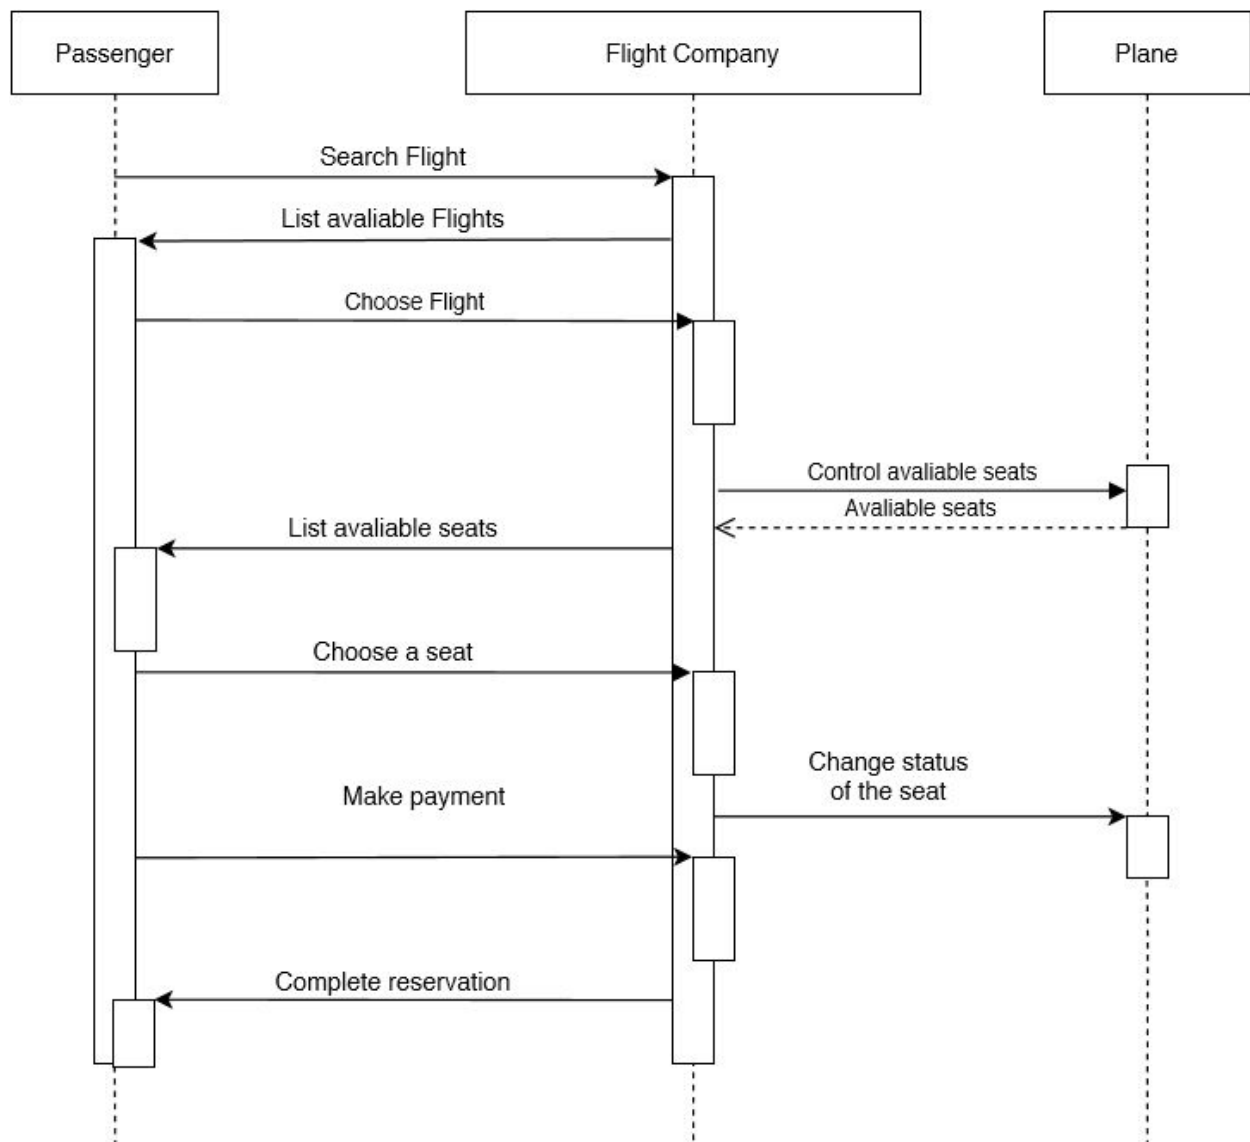 Passenger
Flight Company
Plane
Search Flight
List avaliable Flights
Choose Flight
Control avaliable seats
Avaliable seats
List avaliable seats
Choose a seat
Change status
of the seat
Make payment
Complete reservation